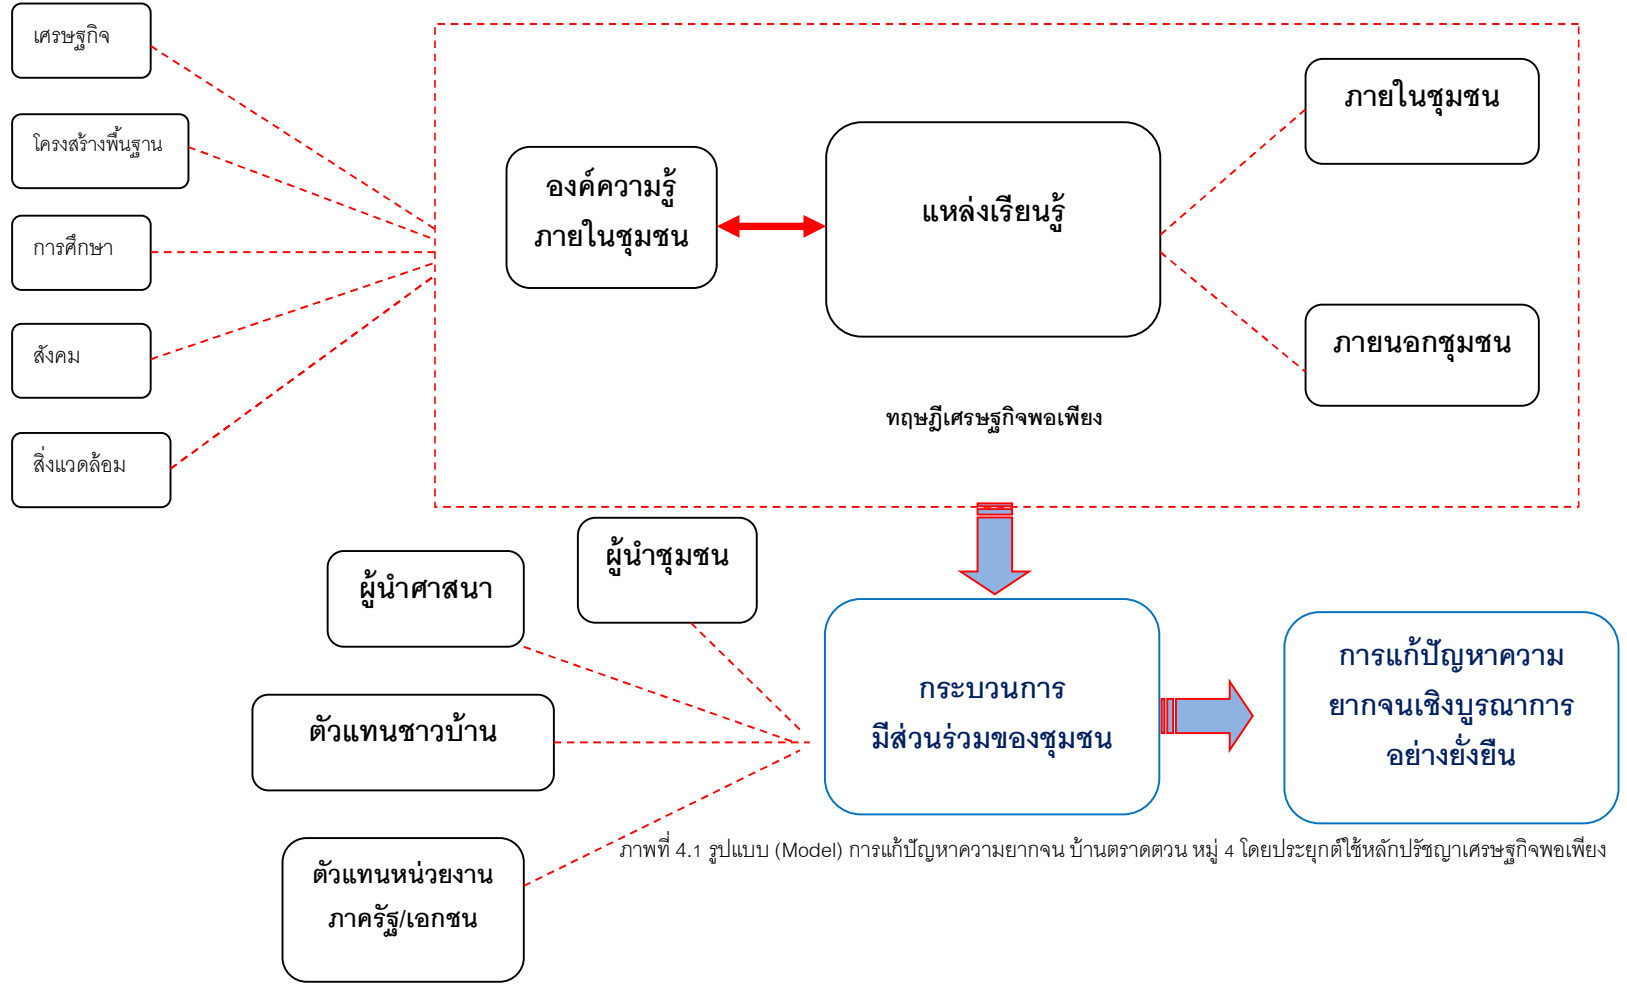 เศรษฐกิจ
โครงสร้างพื้นฐาน
การศึกษา
สังคม
สิ่งแวดล้อม
องค์ความรู้
ภายในชุมชน
แหล่งเรียนรู้
ภายในชุมชน
ภายนอกชุมชน
ทฤษฎีเศรษฐกิจพอเพียง
ผู้นำชุมชน
ผู้นำศาสนา
ตัวแทนชาวบ้าน
ตัวแทนหน่วยงาน
ภาครัฐ/เอกชน
กระบวนการ
มีส่วนร่วมของชุมชน
การแก้ปัญหาความ
ยากจนเชิงบูรณาการ
อย่างยั่งยืน
ภาพที่ 4.1 รูปแบบ (Model) การแก้ปัญหาความยากจน บ้านตราดตวน หมู่ 4 โดยประยุกต์ใช้หลักปรัชญาเศรษฐกิจพอเพียง